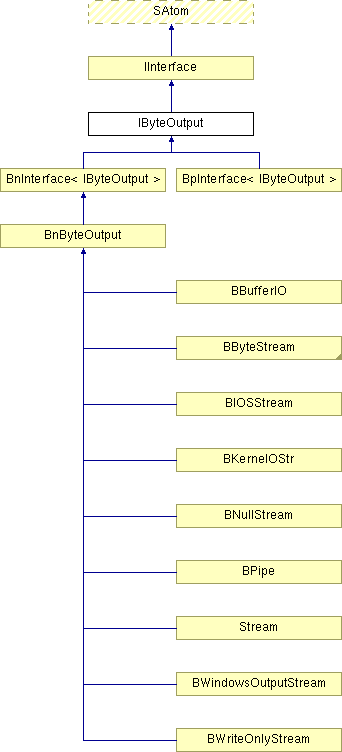 SAtom
IInterface
IByteOutput
BnInterface< IByteOutput >
BpInterface< IByteOutput >
BnByteOutput
BBufferIO
BByteStream
BIOSStream
BKernelOStr
BNullStream
BPipe
Stream
BWindowsOutputStream
BWriteOnlyStream